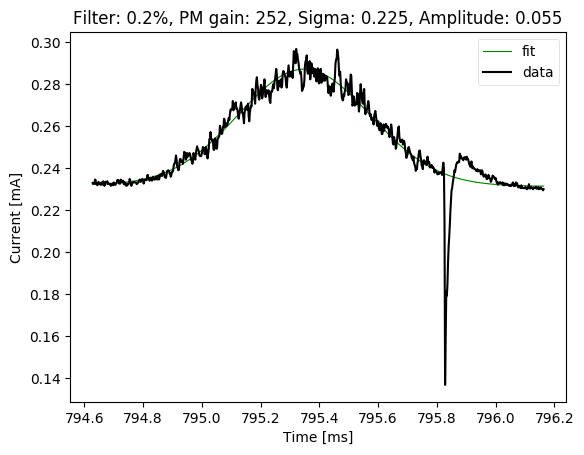 Filter: 0.2%, PM gain: 252, Sigma: 0.225, Amplitude: 0.055
fit
data
0.30
0.28
0.26
0.24
0.22
0.20
0.18
0.16
0.14
Current [mA]
794.6 794.8 795.0 795.2 795.4 795.6 795.8 796.0 796.2
Time [ms]